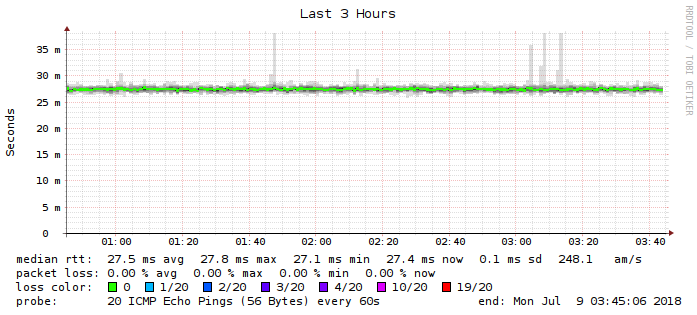 Last 3 Hours
RRDTOOL / TOBI OETIKER
Seconds
35 m
30 m
25 m
20 m
15 m
10 m
5 m
0
01:00 01:20 01:40 02:00 02:20 02:40 03:00 03:20 03:40
median rtt: 27.5 ms avg 27.8 ms max 27.1 ms min 27.4 ms now 0.1 ms sd 248.1 am/s
packet loss: 0.00 % avg 0.00 % max 0.00 % min 0.00 % now
loss color: 0 1/20 2/20 3/20 4/20 10/20 19/20
probe: 20 ICMP Echo Pings (56 Bytes) every 60s end: Mon Jul 9 03:45:06 2018